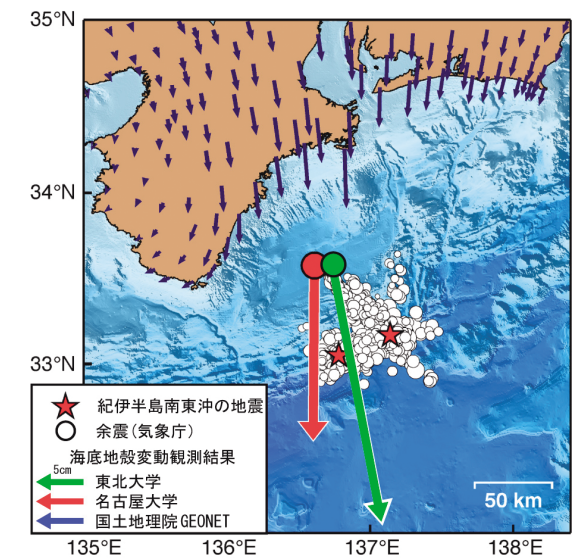 35°N
34°N
33°N
紀伊半島南東沖の地震
余震(気象庁)
海底地殻変動観測結果
5cm
東北大学
名古屋大学
国土地理院 GEONET
50 km
135°E 136°E 137°E 138°E